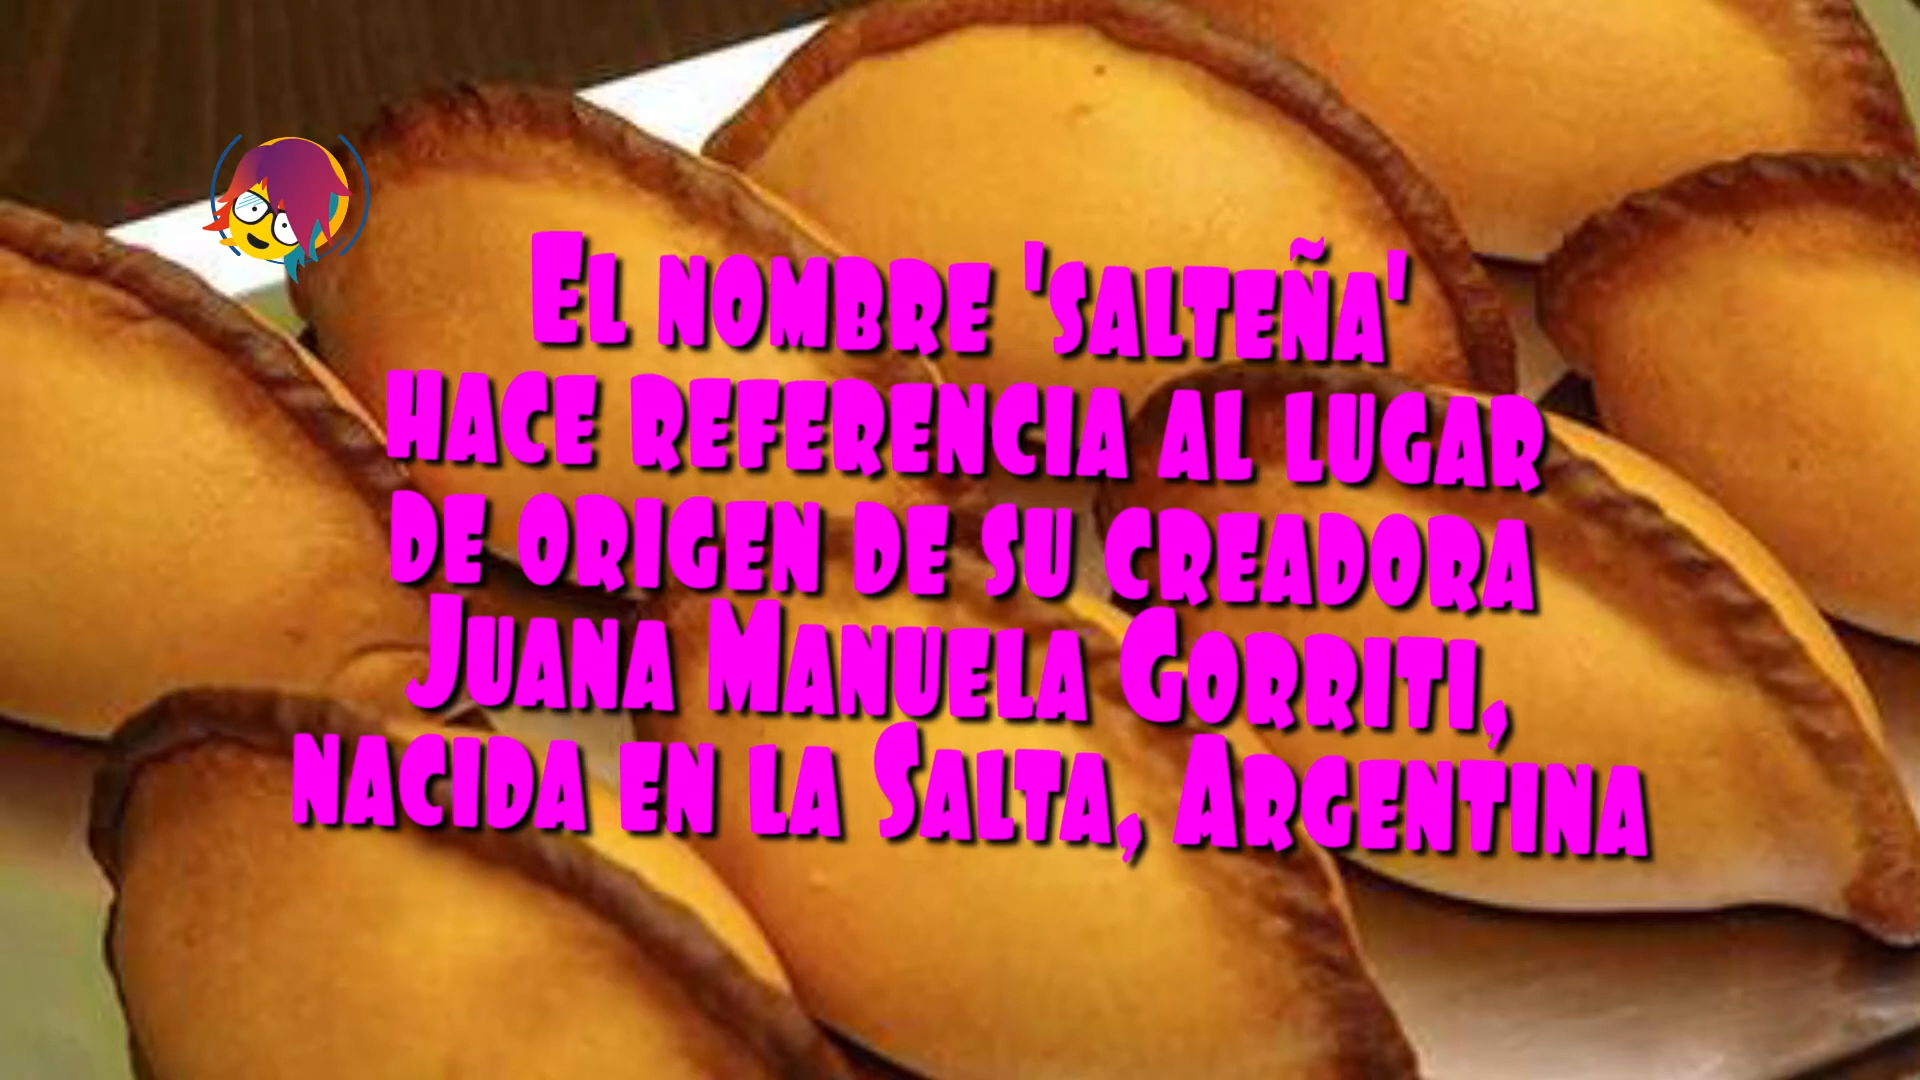 El nombre 'salteña'
hace referencia al lugar
de origen de su creadora
Juana Manuela Gorriti,
nacida en la Salta, Argentina